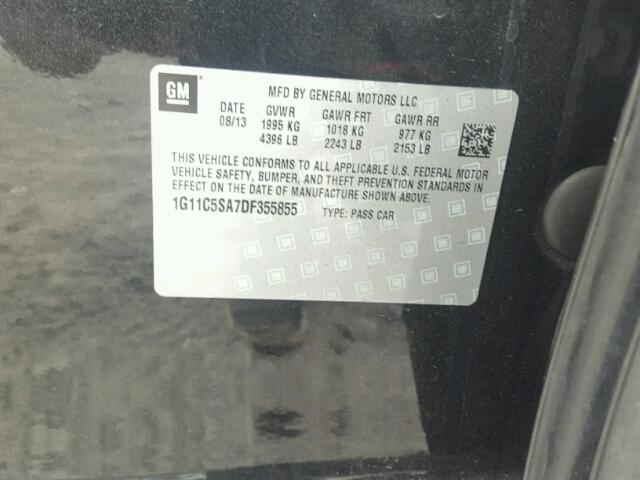 GM
MFD BY GENERAL MOTORS LLC
DATE GVWR GAWR FRT GAWR RR
08/13 1995 KG 1018 KG 977 KG
4396 LB 2243 LB 2153 LB
THIS VEHICLE CONFORMS TO ALL APPLICABLE U.S. FEDERAL MOTOR
VEHICLE SAFETY, BUMPER, AND THEFT PREVENTION STANDARDS IN
EFFECT ON THE DATE OF MANUFACTURE SHOWN ABOVE.
1G11C5SA7DF355855 TYPE: PASS CAR